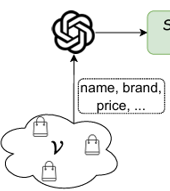 S
name, brand,
price, ...
𝒱